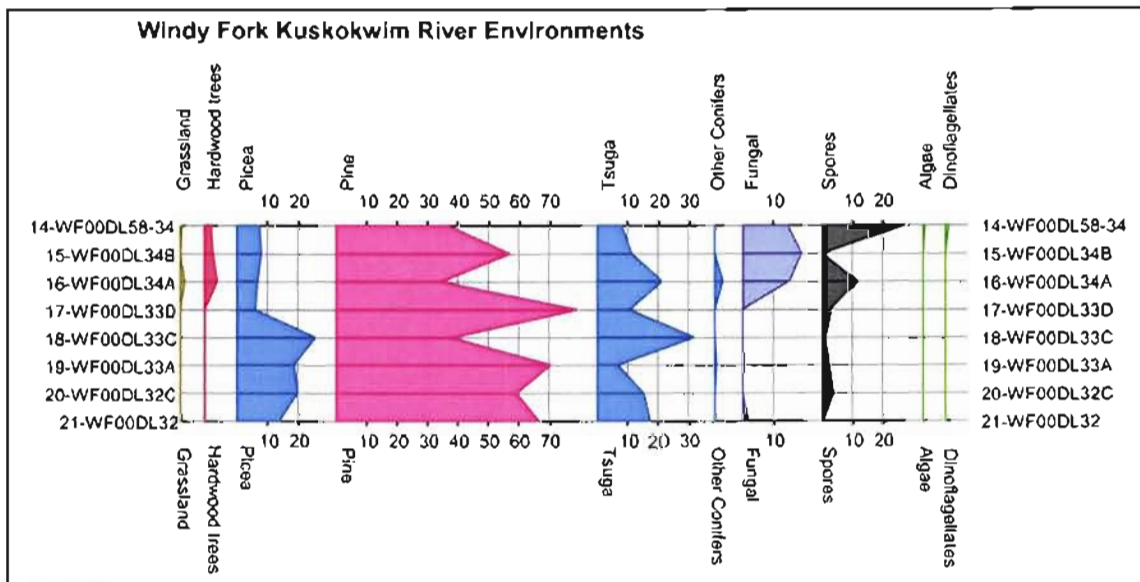 Windy Fork Kuskokwim River Environments
Grassland Hardwood trees Picea Pine Tsuga Other Conifers Fungal Spores Algae Dinoflagellates
10 20 10 20 30 40 50 60 70 10 20 30 10 10 20
14-WF00DL58-34 14-WF00DL58-34
15-WF00DL34B 15-WF00DL34B
16-WF00DL34A 16-WF00DL34A
17-WF00DL33D 17-WF00DL33D
18-WF00DL33C 18-WF00DL33C
19-WF00DL33A 19-WF00DL33A
20-WF00DL32C 20-WF00DL32C
21-WF00DL32 21-WF00DL32
10 20 10 20 30 40 50 60 70 10 20 30 10 10 20
Grassland Hardwood trees Picea Pine Tsuga Other Conifers Fungal Spores Algae Dinoflagellates